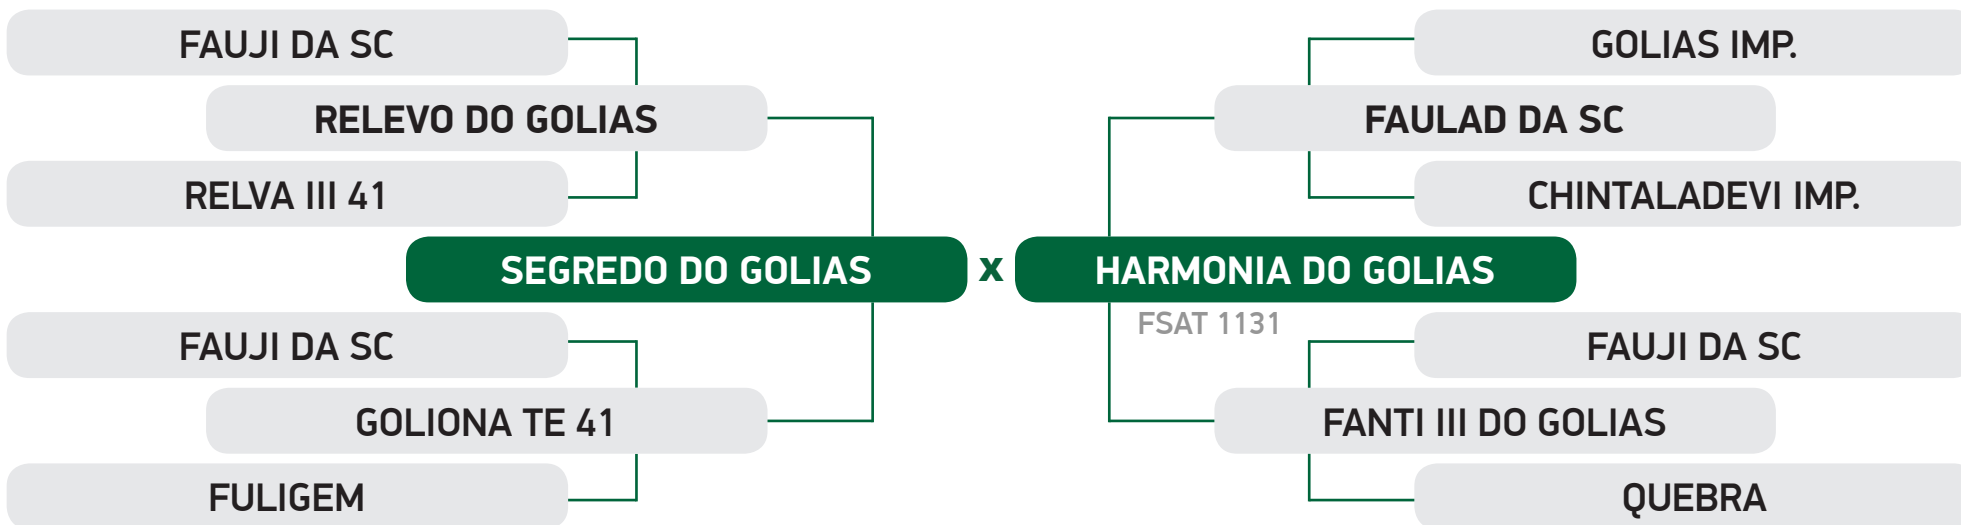 FAUJI DA SC
GOLIAS IMP.
RELEVO DO GOLIAS
FAULAD DA SC
RELVA III 41
CHINTALADEVI IMP.
SEGREDO DO GOLIAS x HARMONIA DO GOLIAS
FSAT 1131
FAUJI DA SC
FAUJI DA SC
GOLIONA TE 41
FANTI III DO GOLIAS
FULIGEM
QUEBRA